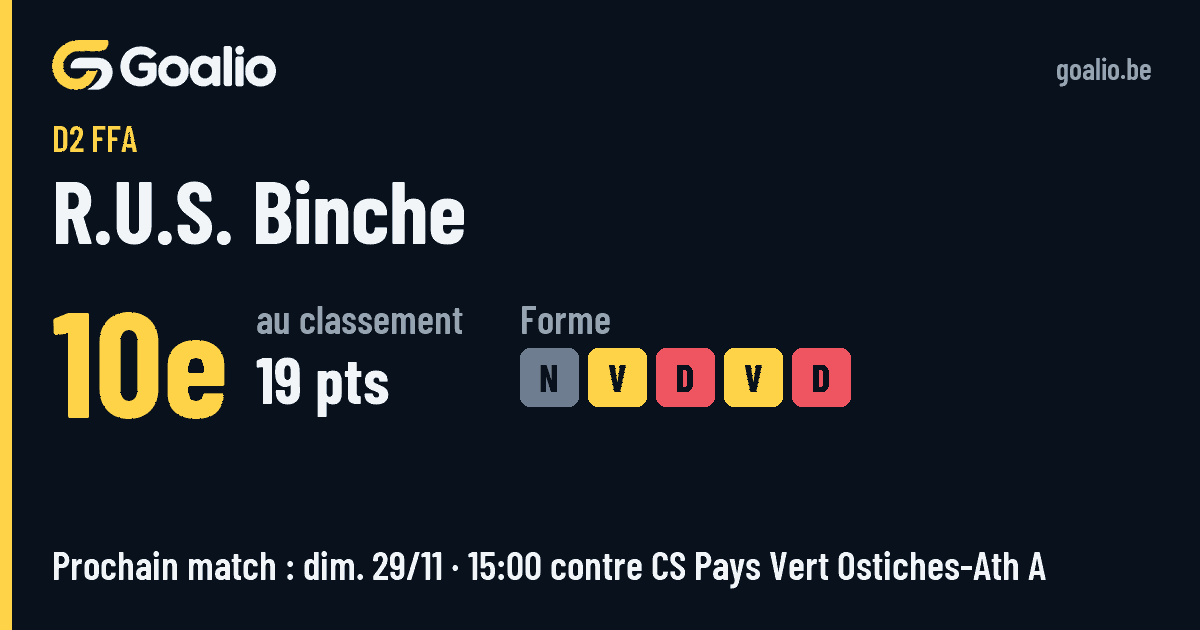 Goalio
goalio.be
D2 FFA
R.U.S. Binche
10e
au classement
19 pts
Forme
N V D V D
Prochain match : dim. 29/11 · 15:00 contre CS Pays Vert Ostiches-Ath A